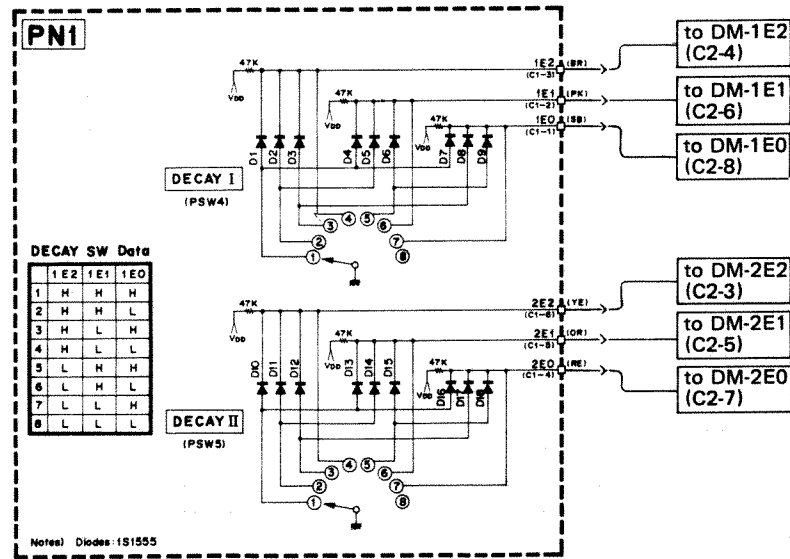 PN1
47K
VDD
1E2
(C1-3)
(BR)
47K
VDD
1E1
(C1-2)
(PK)
47K
VDD
1E0
(C1-1)
(SB)
to DM-1E2
(C2-4)
to DM-1E1
(C2-6)
to DM-1E0
(C2-8)
D1
D2
D3
D4
D5
D6
D7
D8
D9
DECAY I
(PSW4)
1
2
3
4
5
6
7
8
DECAY SW Data
1E2 1E1 1E0
1 H H H
2 H H L
3 H L H
4 H L L
5 L H H
6 L H L
7 L L H
8 L L L
47K
VDD
2E2
(C1-6)
(YE)
47K
VDD
2E1
(C1-5)
(OR)
47K
VDD
2E0
(C1-4)
(RE)
to DM-2E2
(C2-3)
to DM-2E1
(C2-5)
to DM-2E0
(C2-7)
D10
D11
D12
D13
D14
D15
D16
D17
D18
DECAY II
(PSW5)
1
2
3
4
5
6
7
8
Notes) Diodes:1S1555